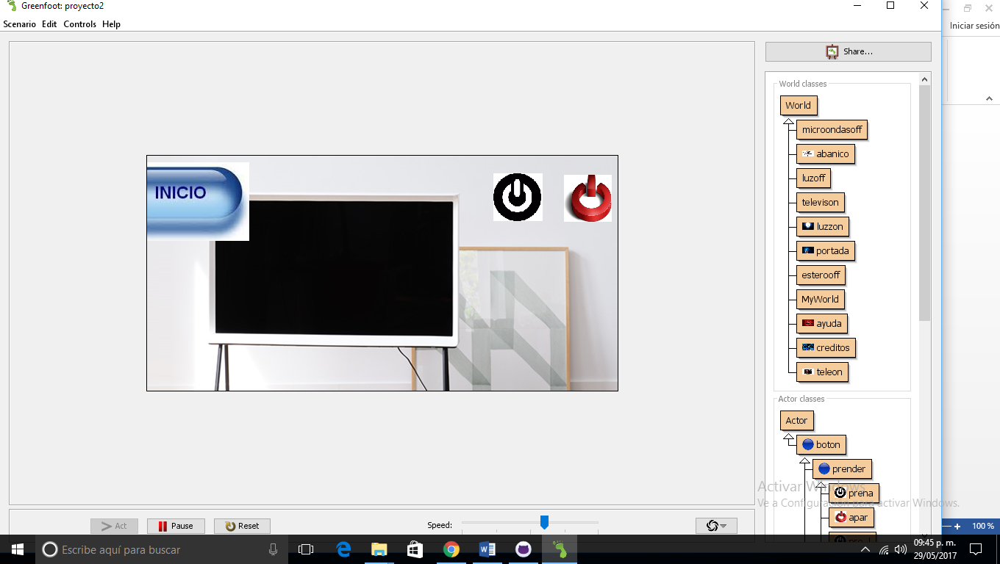 Greenfoot: proyecto2
Scenario Edit Controls Help
Iniciar sesión
Share...
World classes
World
microondasoff
abanico
luzoff
televison
luzzon
portada
esterooff
MyWorld
ayuda
creditos
teleon
Actor classes
Actor
boton
prender
prena
apar
INICIO
Activar Windows
Ve a Configuración para activar Windows.
Act
Pause
Reset
Speed:
100 %
Escribe aquí para buscar
09:45 p. m.
29/05/2017